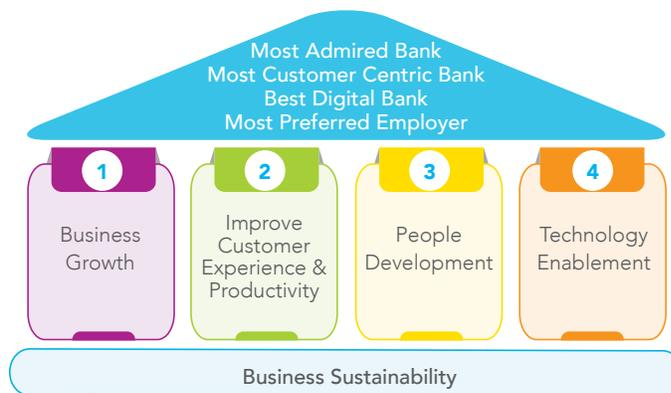 Most Admired Bank
Most Customer Centric Bank
Best Digital Bank
Most Preferred Employer
1
Business
Growth
2
Improve
Customer
Experience &
Productivity
3
People
Development
4
Technology
Enablement
Business Sustainability